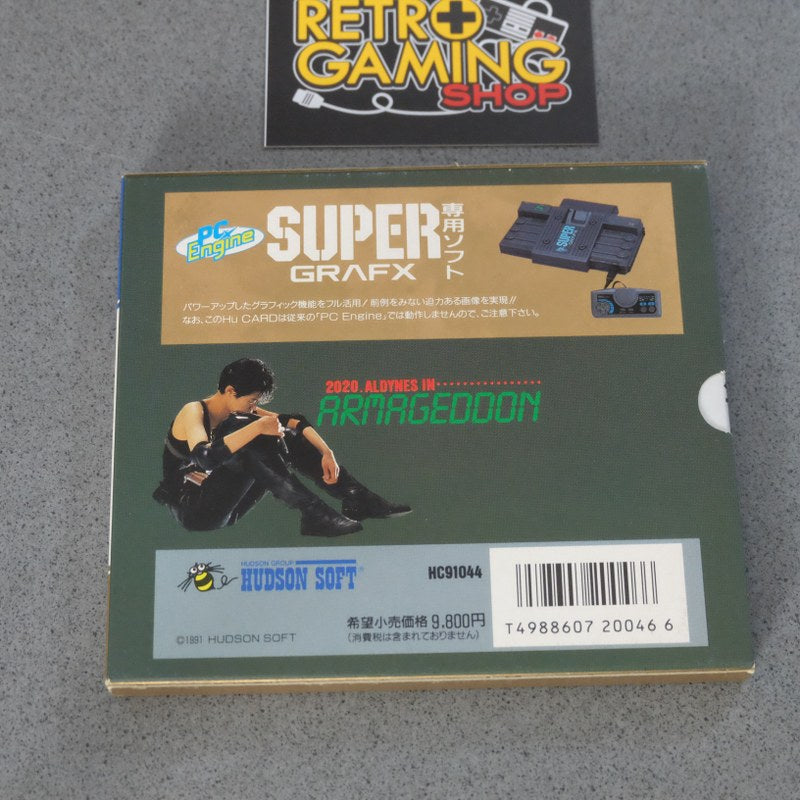 RETRO
GAMING
SHOP
PC
Engine
SUPER
GRAFX
専用ソフト
SUPER
パワーアップしたグラフィック機能をフル活用！前例をみない迫力ある画像を実現！！
なお、このHu CARDは従来の「PC Engine」では動作しませんので、ご注意下さい。
2020. ALDYNES IN
ARMAGEDDON
HUDSON GROUP
HUDSON SOFT®
HC91044
©1991 HUDSON SOFT
希望小売価格 9,800円
(消費税は含まれておりません)
T4988607 20046 6